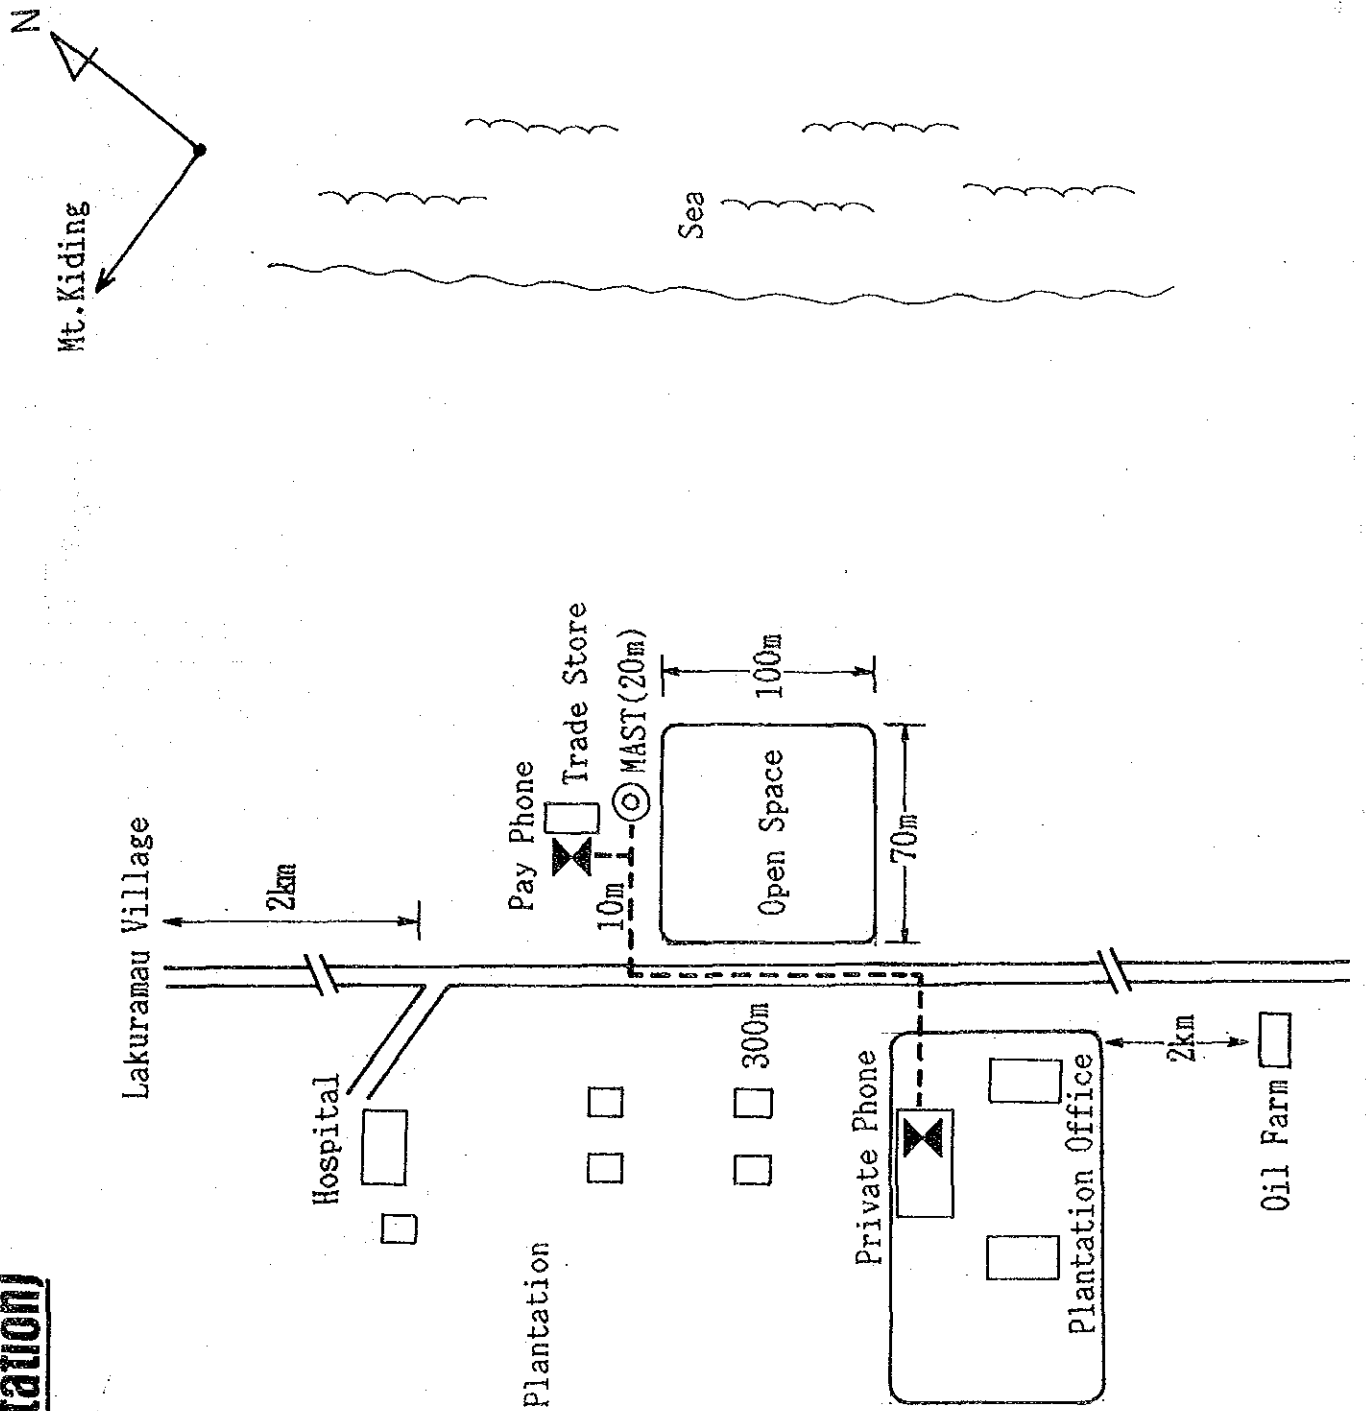 tation)
N
Mt.Kiding
Lakuramau Village
2km
Hospital
Pay Phone
Plantation
Trade Store
10m
MAST(20m)
Sea
300m
Open Space
100m
Private Phone
70m
Plantation Office
2km
Oil Farm